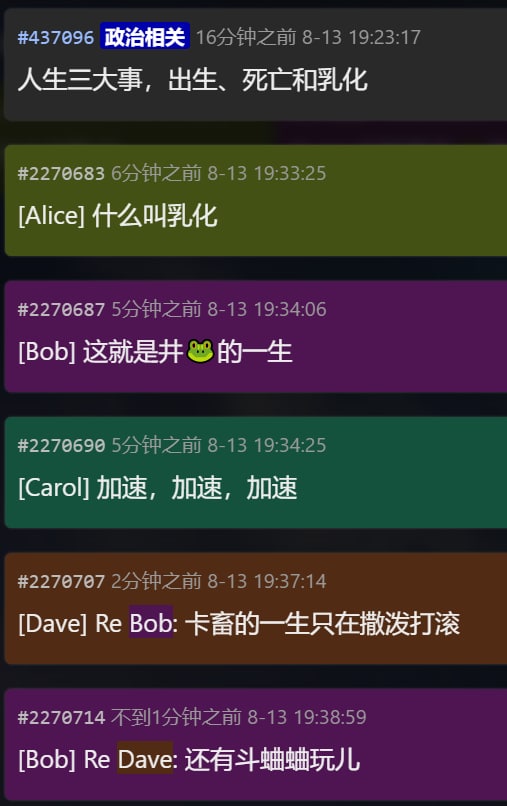 #437096 政治相关 16分钟之前 8-13 19:23:17
人生三大事，出生、死亡和乳化
#2270683 6分钟之前 8-13 19:33:25
[Alice] 什么叫乳化
#2270687 5分钟之前 8-13 19:34:06
[Bob] 这就是井🐸的一生
#2270690 5分钟之前 8-13 19:34:25
[Carol] 加速，加速，加速
#2270707 2分钟之前 8-13 19:37:14
[Dave] Re Bob: 卡畜的一生只在撒泼打滚
#2270714 不到1分钟之前 8-13 19:38:59
[Bob] Re Dave: 还有斗蛐蛐玩儿